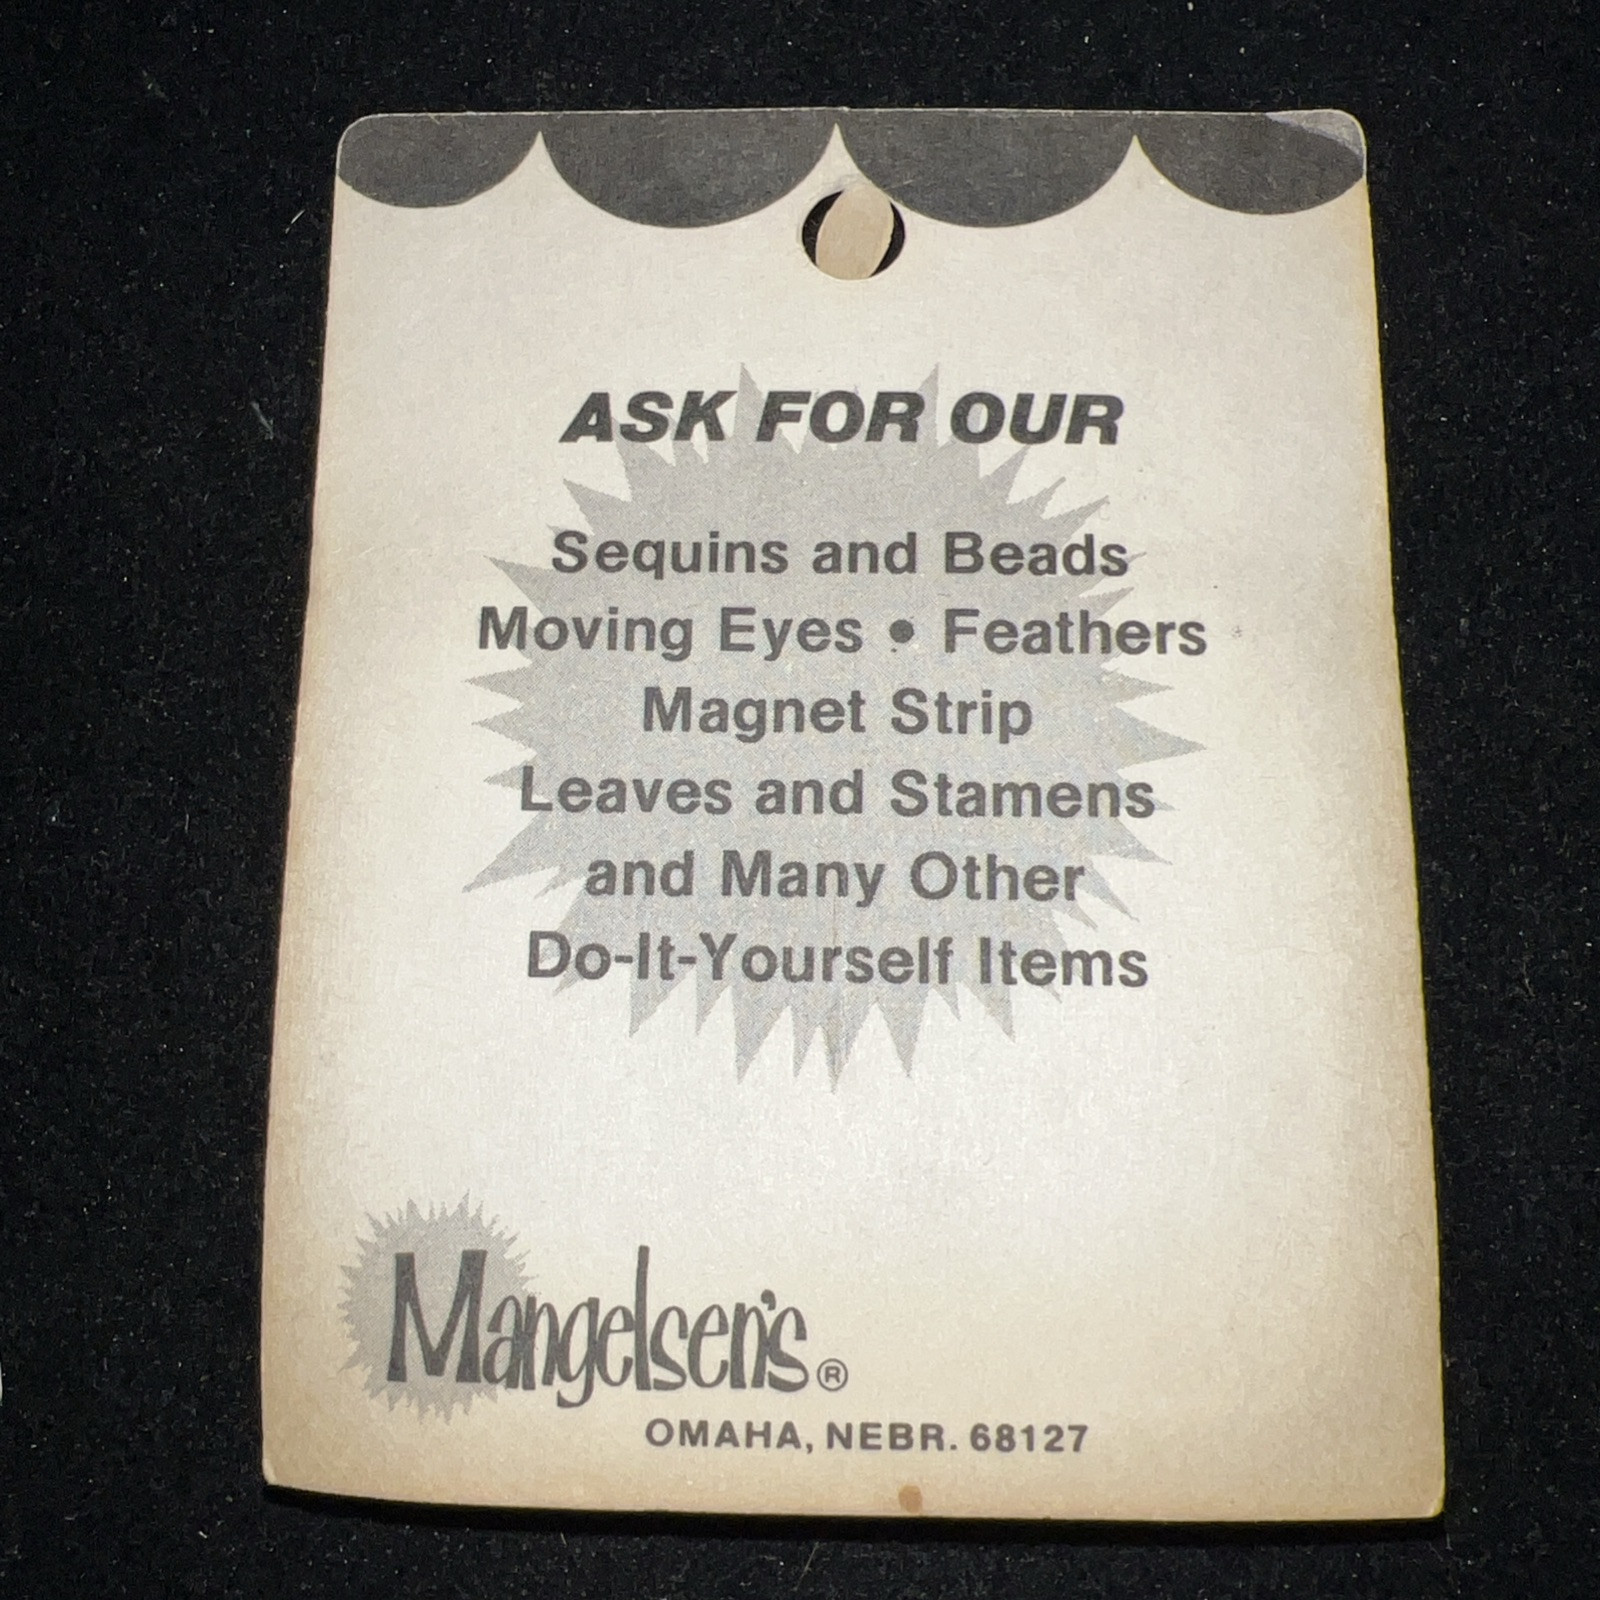 ASK FOR OUR
Sequins and Beads
Moving Eyes • Feathers
Magnet Strip
Leaves and Stamens
and Many Other
Do-It-Yourself Items
Mangelsen's®
OMAHA, NEBR. 68127